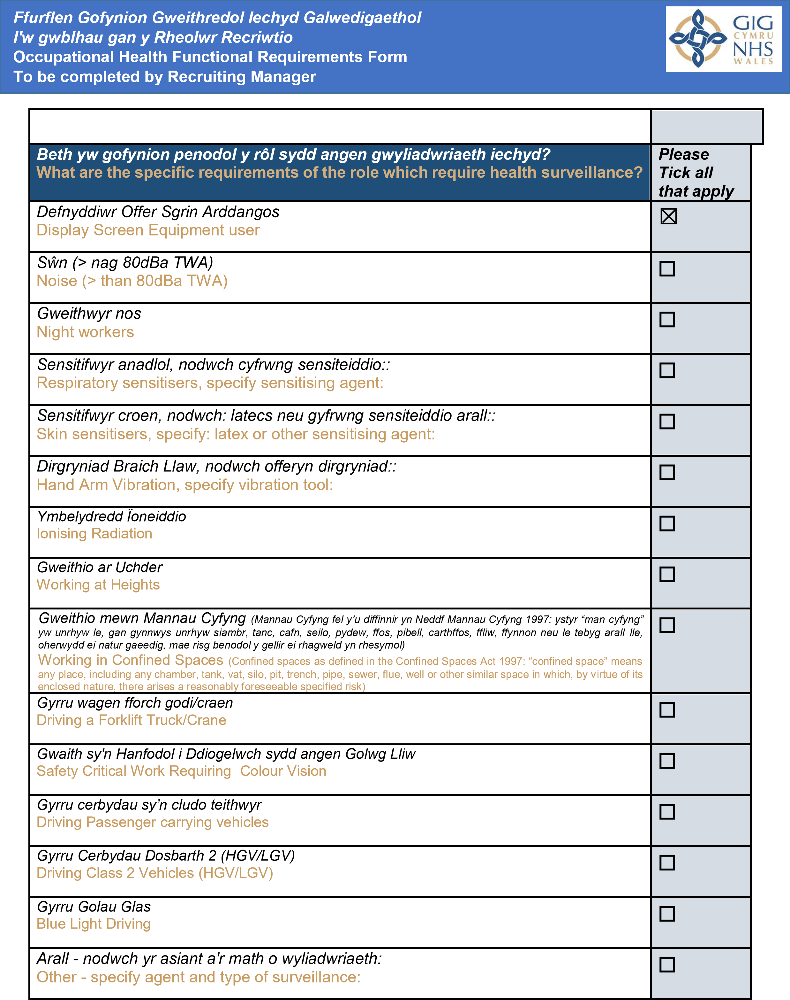 Ffurflen Gofynion Gweithredol Iechyd Galwedigaethol
I'w gwblhau gan y Rheolwr Recriwtio
Occupational Health Functional Requirements Form
To be completed by Recruiting Manager
GIG
CYMRU
NHS
WALES
Beth yw gofynion penodol y rôl sydd angen gwyliadwriaeth iechyd?
What are the specific requirements of the role which require health surveillance?
Please
Tick all
that apply
Defnyddiwr Offer Sgrin Arddangos
Display Screen Equipment user
☒
Sŵn (> nag 80dBa TWA)
Noise (> than 80dBa TWA)
☐
Gweithwyr nos
Night workers
☐
Sensitifwyr anadlol, nodwch cyfrwng sensiteiddio::
Respiratory sensitisers, specify sensitising agent:
☐
Sensitifwyr croen, nodwch: latecs neu gyfrwng sensiteiddio arall::
Skin sensitisers, specify: latex or other sensitising agent:
☐
Dirgryniad Braich Llaw, nodwch offeryn dirgryniad::
Hand Arm Vibration, specify vibration tool:
☐
Ymbelydredd Ïoneiddio
Ionising Radiation
☐
Gweithio ar Uchder
Working at Heights
☐
Gweithio mewn Mannau Cyfyng (Mannau Cyfyng fel y’u diffinnir yn Neddf Mannau Cyfyng 1997: ystyr “man cyfyng”
yw unrhyw le, gan gynnwys unrhyw siambr, tanc, cafn, seilo, pydew, ffos, pibell, carthffos, ffliw, ffynnon neu le tebyg arall lle,
oherwydd ei natur gaeedig, mae risg benodol y gellir ei rhagweld yn rhesymol)
Working in Confined Spaces (Confined spaces as defined in the Confined Spaces Act 1997: “confined space” means
any place, including any chamber, tank, vat, silo, pit, trench, pipe, sewer, flue, well or other similar space in which, by virtue of its
enclosed nature, there arises a reasonably foreseeable specified risk)
☐
Gyrru wagen fforch godi/craen
Driving a Forklift Truck/Crane
☐
Gwaith sy'n Hanfodol i Ddiogelwch sydd angen Golwg Lliw
Safety Critical Work Requiring  Colour Vision
☐
Gyrru cerbydau sy’n cludo teithwyr
Driving Passenger carrying vehicles
☐
Gyrru Cerbydau Dosbarth 2 (HGV/LGV)
Driving Class 2 Vehicles (HGV/LGV)
☐
Gyrru Golau Glas
Blue Light Driving
☐
Arall - nodwch yr asiant a'r math o wyliadwriaeth:
Other - specify agent and type of surveillance:
☐